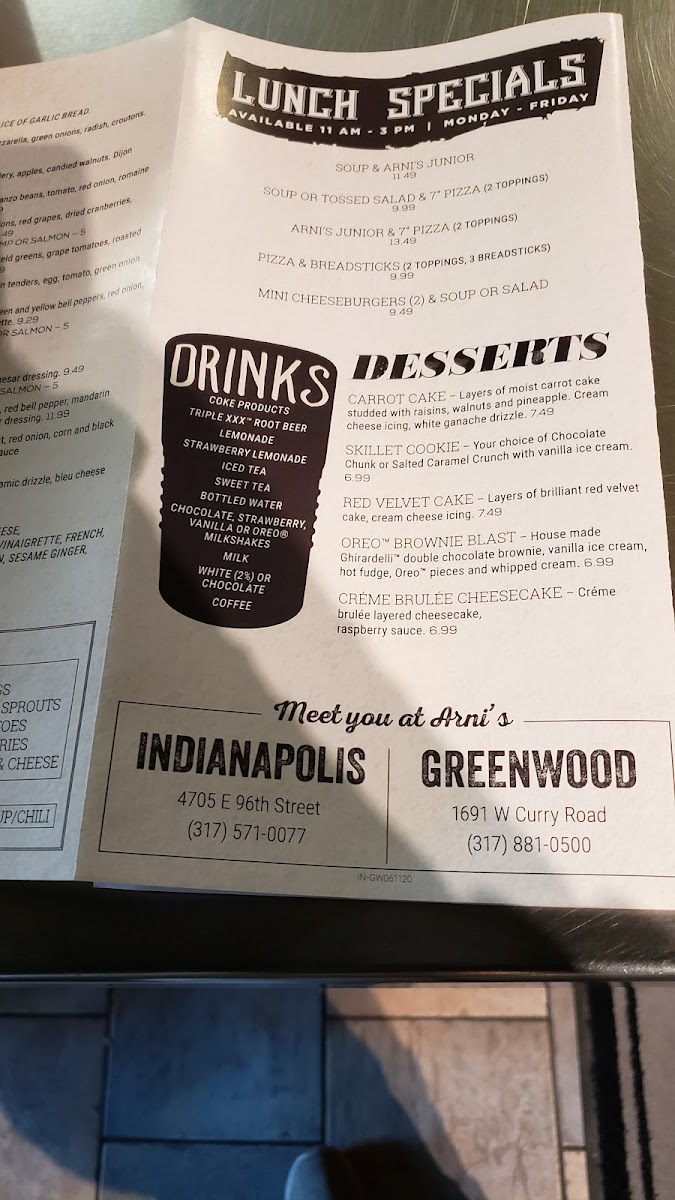 ICE OF GARLIC BREAD.
zzarella, green onions, radish, croutons.
ery, apples, candied walnuts. Dijon
anzo beans, tomato, red onion, romaine
ons, red grapes, dried cranberries,
.49
MP OR SALMON – 5
eld greens, grape tomatoes, roasted
9
n tenders, egg, tomato, green onion
een and yellow bell peppers, red onion,
ette. 9.29
OR SALMON – 5
esar dressing. 9.49
SALMON – 5
, red bell pepper, mandarin
r dressing. 11.99
t, red onion, corn and black
auce
amic drizzle, bleu cheese
ESE,
VINAIGRETTE, FRENCH,
N, SESAME GINGER,
GS
SPROUTS
TOES
RIES
& CHEESE
UP/CHILI
LUNCH SPECIALS
AVAILABLE 11 AM - 3 PM | MONDAY - FRIDAY
SOUP & ARNI'S JUNIOR
11.49
SOUP OR TOSSED SALAD & 7" PIZZA (2 TOPPINGS)
9.99
ARNI'S JUNIOR & 7" PIZZA (2 TOPPINGS)
13.49
PIZZA & BREADSTICKS (2 TOPPINGS, 3 BREADSTICKS)
9.99
MINI CHEESEBURGERS (2) & SOUP OR SALAD
9.49
DRINKS
COKE PRODUCTS
TRIPLE XXX™ ROOT BEER
LEMONADE
STRAWBERRY LEMONADE
ICED TEA
SWEET TEA
BOTTLED WATER
CHOCOLATE, STRAWBERRY,
VANILLA OR OREO®
MILKSHAKES
MILK
WHITE (2%) OR
CHOCOLATE
COFFEE
DESSERTS
CARROT CAKE – Layers of moist carrot cake
studded with raisins, walnuts and pineapple. Cream
cheese icing, white ganache drizzle. 7.49
SKILLET COOKIE – Your choice of Chocolate
Chunk or Salted Caramel Crunch with vanilla ice cream.
6.99
RED VELVET CAKE – Layers of brilliant red velvet
cake, cream cheese icing. 7.49
OREO™ BROWNIE BLAST – House made
Ghirardelli™ double chocolate brownie, vanilla ice cream,
hot fudge, Oreo™ pieces and whipped cream. 6.99
CRÉME BRULÉE CHEESECAKE – Créme
brulée layered cheesecake,
raspberry sauce. 6.99
Meet you at Arni's
INDIANAPOLIS
4705 E 96th Street
(317) 571-0077
GREENWOOD
1691 W Curry Road
(317) 881-0500
IN-GW061120